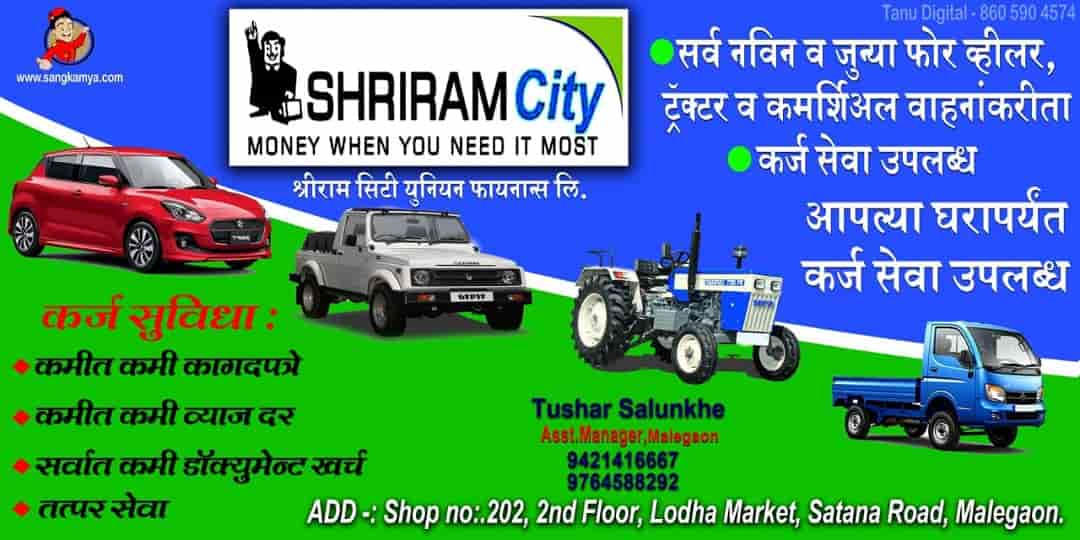 Tanu Digital - 860 590 4574
www.sangkamya.com
SHRIRAM City
MONEY WHEN YOU NEED IT MOST
श्रीराम सिटी युनियन फायनान्स लि.
सर्व नविन व जुन्या फोर व्हीलर,
ट्रॅक्टर व कमर्शिअल वाहनांकरीता
कर्ज सेवा उपलब्ध
आपल्या घरापर्यंत
कर्ज सेवा उपलब्ध
कर्ज सुविधा :
कमीत कमी कागदपत्रे
कमीत कमी व्याज दर
सर्वात कमी डॉक्युमेन्ट खर्च
तत्पर सेवा
Tushar Salunkhe
Asst.Manager,Malegaon
9421416667
9764588292
ADD -: Shop no:.202, 2nd Floor, Lodha Market, Satana Road, Malegaon.